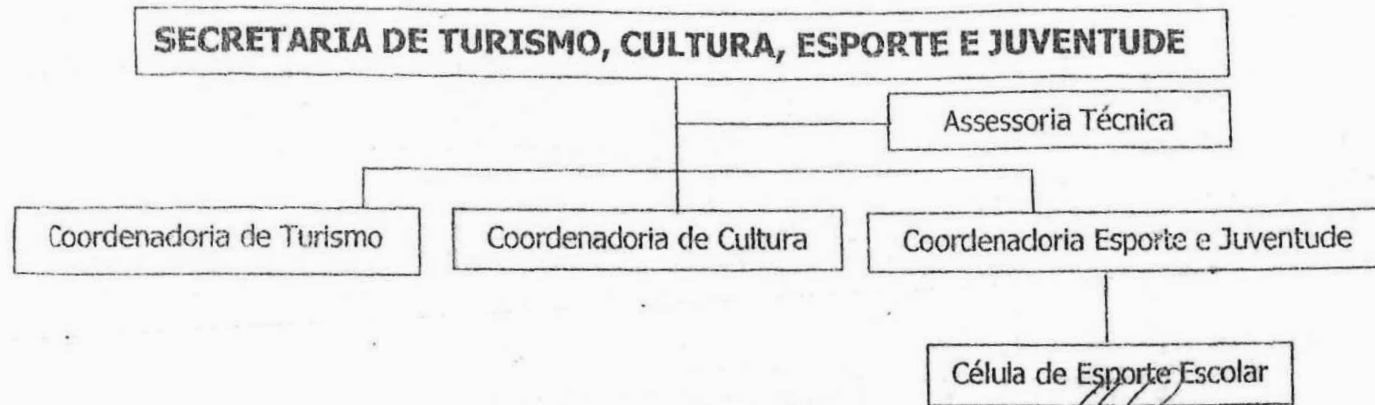 SECRETARIA DE TURISMO, CULTURA, ESPORTE E JUVENTUDE
Assessoria Técnica
Coordenadoria de Turismo
Coordenadoria de Cultura
Coordenadoria Esporte e Juventude
Célula de Esporte Escolar